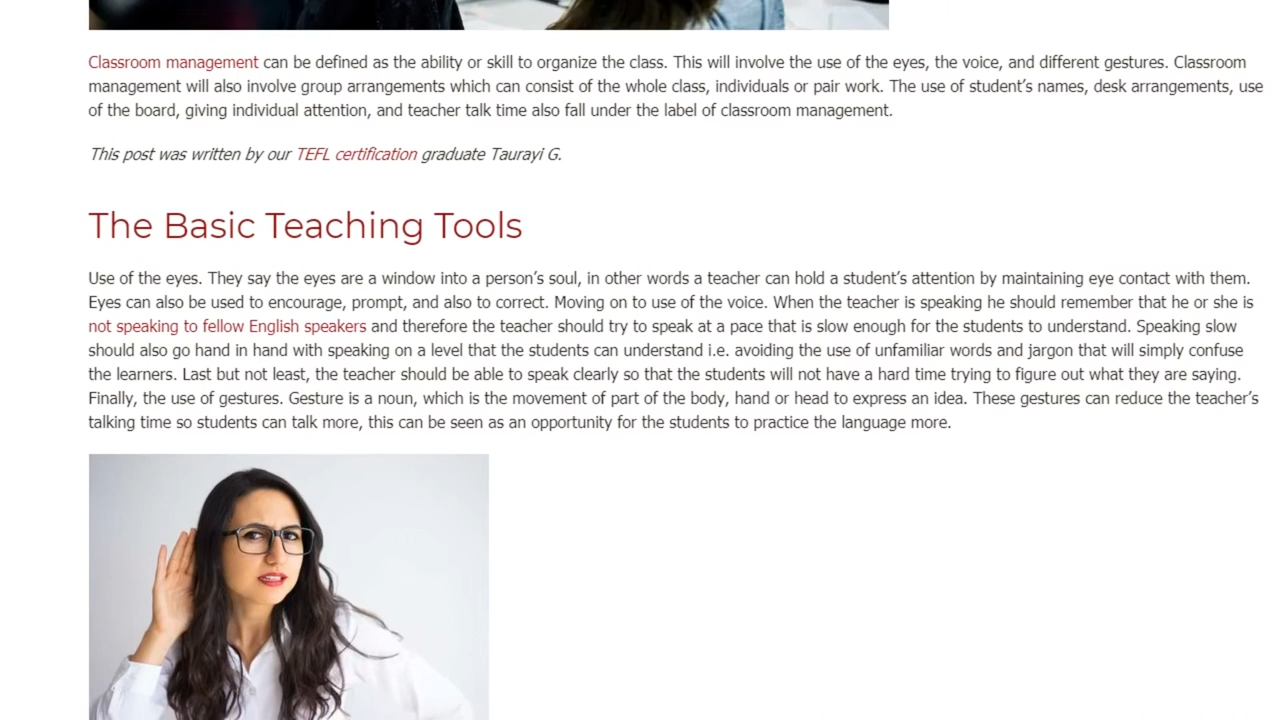 Classroom management can be defined as the ability or skill to organize the class. This will involve the use of the eyes, the voice, and different gestures. Classroom
management will also involve group arrangements which can consist of the whole class, individuals or pair work. The use of student’s names, desk arrangements, use
of the board, giving individual attention, and teacher talk time also fall under the label of classroom management.
This post was written by our TEFL certification graduate Taurayi G.
The Basic Teaching Tools
Use of the eyes. They say the eyes are a window into a person’s soul, in other words a teacher can hold a student’s attention by maintaining eye contact with them.
Eyes can also be used to encourage, prompt, and also to correct. Moving on to use of the voice. When the teacher is speaking he should remember that he or she is
not speaking to fellow English speakers and therefore the teacher should try to speak at a pace that is slow enough for the students to understand. Speaking slow
should also go hand in hand with speaking on a level that the students can understand i.e. avoiding the use of unfamiliar words and jargon that will simply confuse
the learners. Last but not least, the teacher should be able to speak clearly so that the students will not have a hard time trying to figure out what they are saying.
Finally, the use of gestures. Gesture is a noun, which is the movement of part of the body, hand or head to express an idea. These gestures can reduce the teacher’s
talking time so students can talk more, this can be seen as an opportunity for the students to practice the language more.